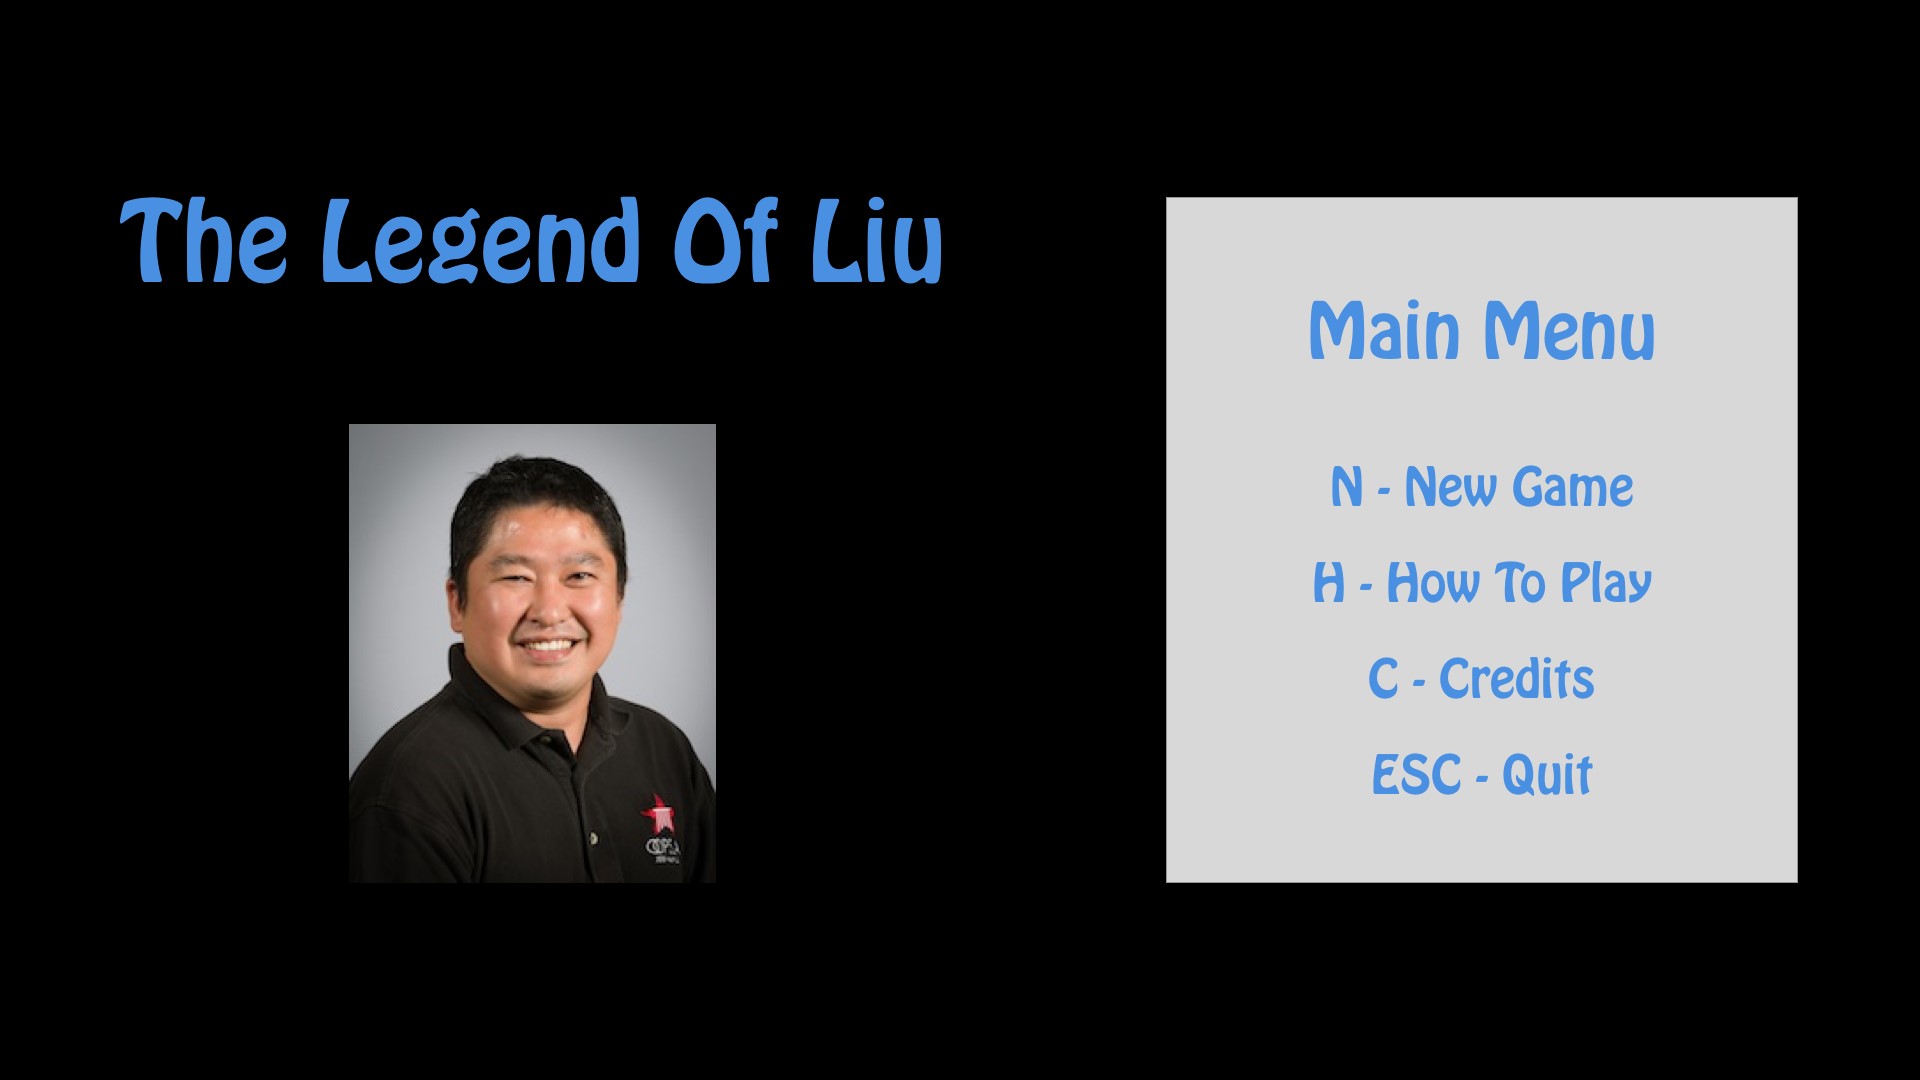 The Legend Of Liu
Main Menu
N - New Game
H - How To Play
C - Credits
ESC - Quit